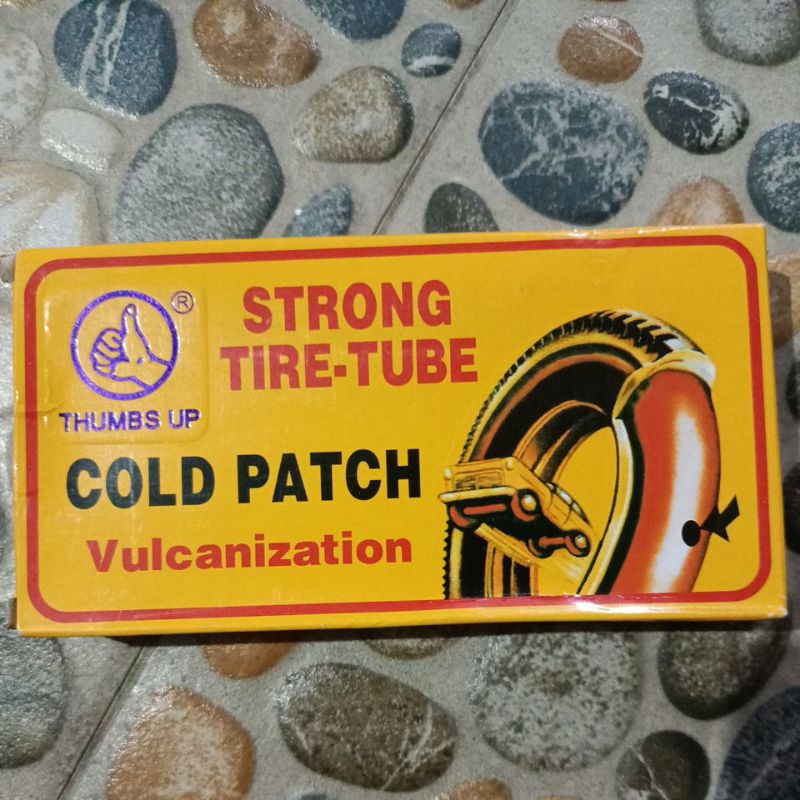 ®
THUMBS UP
STRONG
TIRE-TUBE
COLD PATCH
Vulcanization